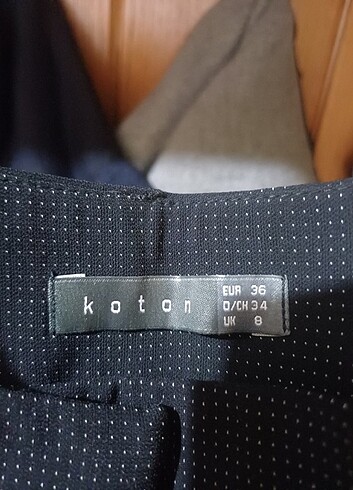 koton
EUR 36
D/CH 34
UK 8